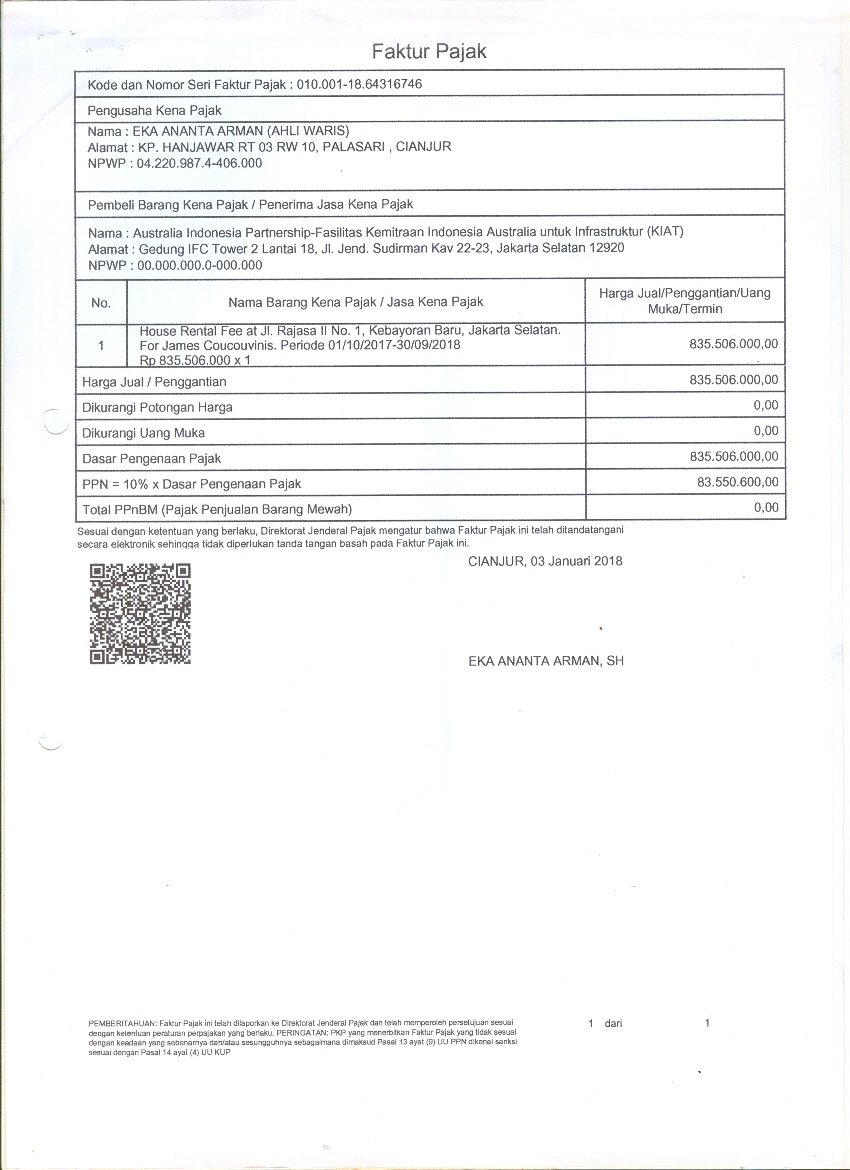 Faktur Pajak
Kode dan Nomor Seri Faktur Pajak : 010.001-18.64316746
Pengusaha Kena Pajak
Nama : EKA ANANTA ARMAN (AHLI WARIS)
Alamat : KP. HANJAWAR RT 03 RW 10, PALASARI , CIANJUR
NPWP : 04.220.987.4-406.000
Pembeli Barang Kena Pajak / Penerima Jasa Kena Pajak
Nama : Australia Indonesia Partnership-Fasilitas Kemitraan Indonesia Australia untuk Infrastruktur (KIAT)
Alamat : Gedung IFC Tower 2 Lantai 18, Jl. Jend. Sudirman Kav 22-23, Jakarta Selatan 12920
NPWP : 00.000.000.0-000.000
No. Nama Barang Kena Pajak / Jasa Kena Pajak Harga Jual/Penggantian/Uang
Muka/Termin
House Rental Fee at Jl. Rajasa II No. 1, Kebayoran Baru, Jakarta Selatan.
1 For James Coucouvinis. Periode 01/10/2017-30/09/2018 835.506.000,00
Rp 835.506.000 x 1
Harga Jual / Penggantian 835.506.000,00
Dikurangi Potongan Harga 0,00
Dikurangi Uang Muka 0,00
Dasar Pengenaan Pajak 835.506.000,00
PPN = 10% x Dasar Pengenaan Pajak 83.550.600,00
Total PPnBM (Pajak Penjualan Barang Mewah) 0,00
Sesuai dengan ketentuan yang berlaku, Direktorat Jenderal Pajak mengatur bahwa Faktur Pajak ini telah ditandatangani
secara elektronik sehingga tidak diperlukan tanda tangan basah pada Faktur Pajak ini.
CIANJUR, 03 Januari 2018
EKA ANANTA ARMAN, SH
PEMBERITAHUAN: Faktur Pajak ini telah dilaporkan ke Direktorat Jenderal Pajak dan telah memperoleh persetujuan sesuai 1 dari 1
dengan ketentuan peraturan perpajakan yang berlaku. PERINGATAN: PKP yang menerbitkan Faktur Pajak yang tidak sesuai
dengan keadaan yang sebenarnya dan/atau sesungguhnya sebagaimana dimaksud Pasal 13 ayat (9) UU PPN dikenai sanksi
sesuai dengan Pasal 14 ayat (4) UU KUP